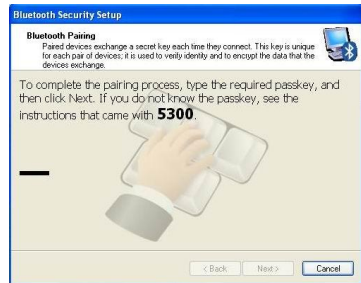 Bluetooth Security Setup
Bluetooth Pairing
Paired devices exchange a secret key each time they connect. This key is unique
for each pair of devices; it is used to verify identity and to encrypt the data that the
devices exchange.
To complete the pairing process, type the required passkey, and
then click Next. If you do not know the passkey, see the
instructions that came with 5300.
< Back Next > Cancel